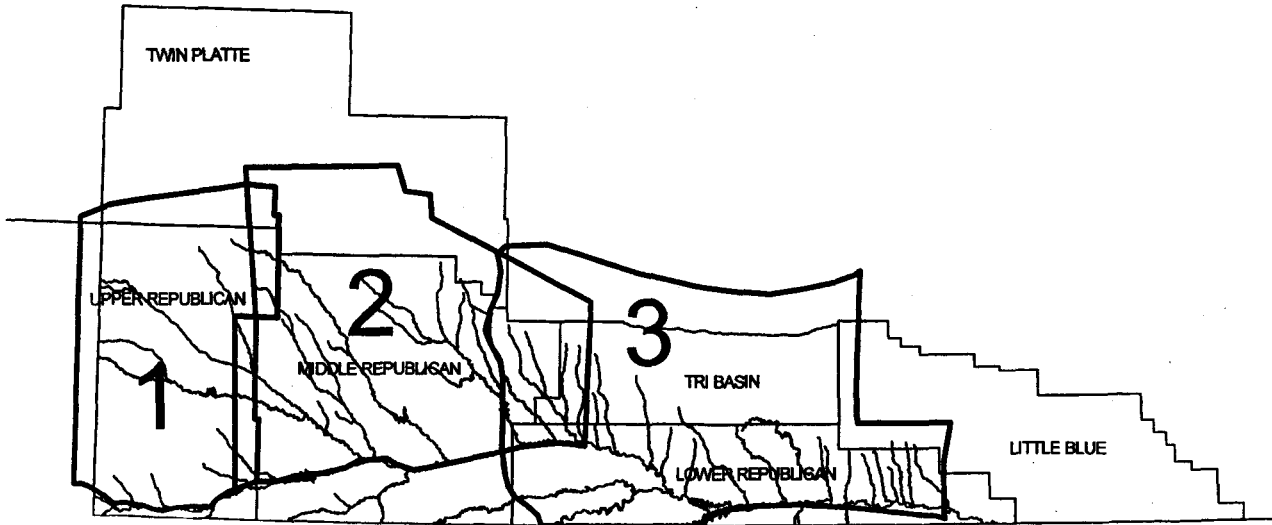 TWIN PLATTE
UPPER REPUBLICAN
2
3
MIDDLE REPUBLICAN
1
TRI BASIN
LITTLE BLUE
LOWER REPUBLICAN